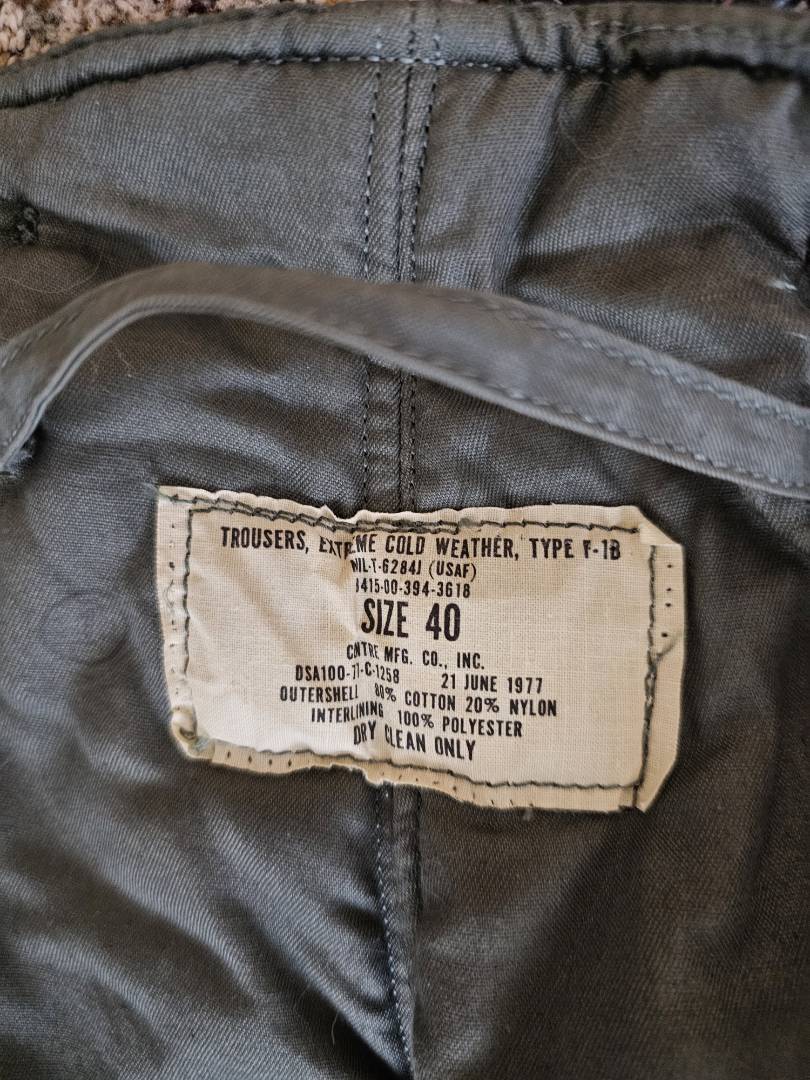 TROUSERS, EXTREME COLD WEATHER, TYPE F-1B
MIL-T-6284J (USAF)
8415-00-394-3618
SIZE 40
CMTRE MFG. CO., INC.
DSA100-77-C-1258 21 JUNE 1977
OUTERSHELL 80% COTTON 20% NYLON
INTERLINING 100% POLYESTER
DRY CLEAN ONLY